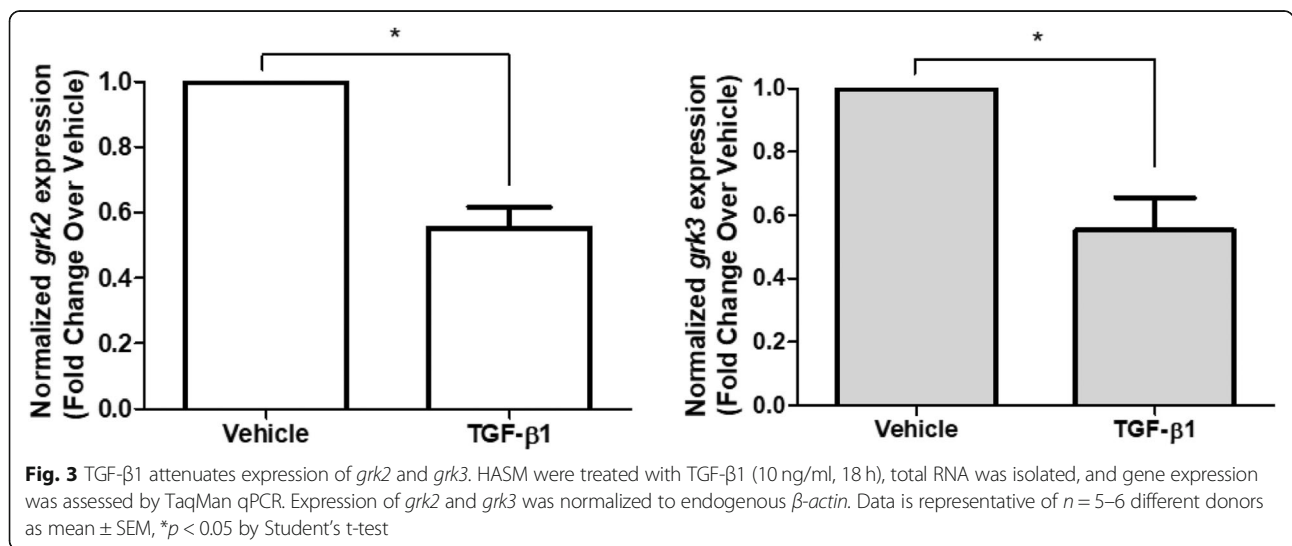 *
Normalized grk2 expression
(Fold Change Over Vehicle)
1.0
0.8
0.6
0.4
0.2
0.0
Vehicle TGF-β1
*
Normalized grk3 expression
(Fold Change Over Vehicle)
1.0
0.8
0.6
0.4
0.2
0.0
Vehicle TGF-β1
Fig. 3 TGF-β1 attenuates expression of grk2 and grk3. HASM were treated with TGF-β1 (10 ng/ml, 18 h), total RNA was isolated, and gene expression
was assessed by TaqMan qPCR. Expression of grk2 and grk3 was normalized to endogenous β-actin. Data is representative of n = 5–6 different donors
as mean ± SEM, *p < 0.05 by Student’s t-test